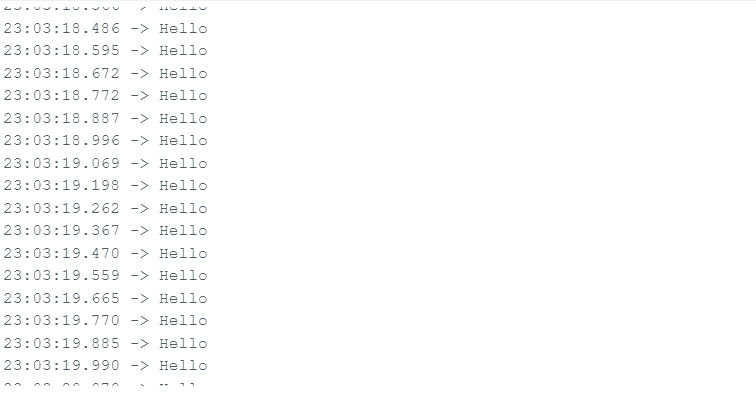 23:03:18.486 -> Hello
23:03:18.595 -> Hello
23:03:18.672 -> Hello
23:03:18.772 -> Hello
23:03:18.887 -> Hello
23:03:18.996 -> Hello
23:03:19.069 -> Hello
23:03:19.198 -> Hello
23:03:19.262 -> Hello
23:03:19.367 -> Hello
23:03:19.470 -> Hello
23:03:19.559 -> Hello
23:03:19.665 -> Hello
23:03:19.770 -> Hello
23:03:19.885 -> Hello
23:03:19.990 -> Hello